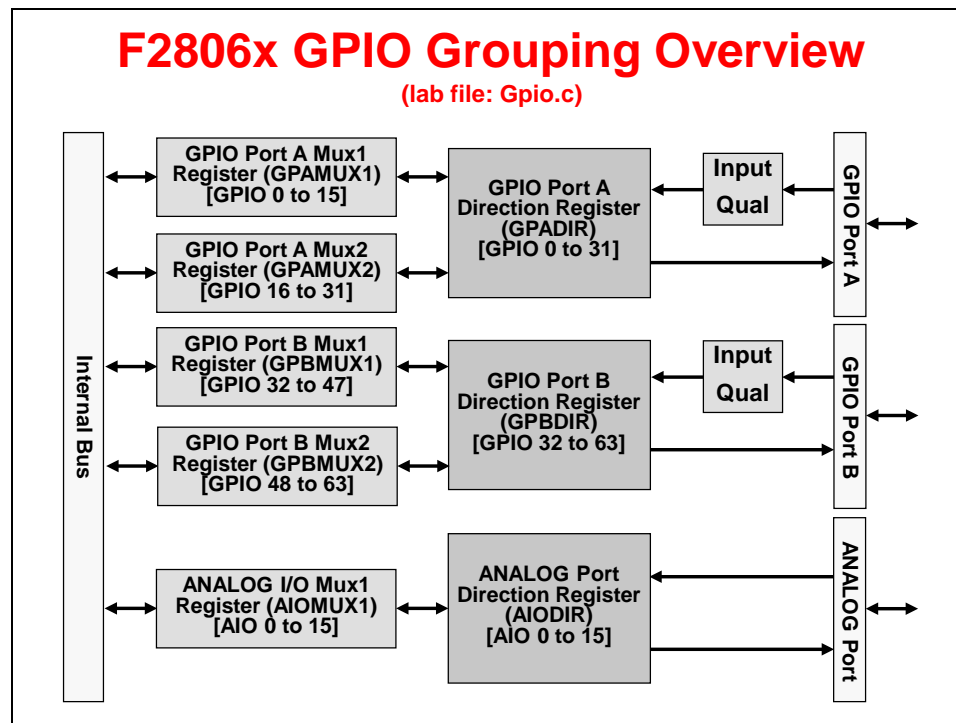 F2806x GPIO Grouping Overview
(lab file: Gpio.c)
Internal Bus
GPIO Port A Mux1
Register (GPAMUX1)
[GPIO 0 to 15]
GPIO Port A Mux2
Register (GPAMUX2)
[GPIO 16 to 31]
GPIO Port A
Direction Register
(GPADIR)
[GPIO 0 to 31]
Input
Qual
GPIO Port A
GPIO Port B Mux1
Register (GPBMUX1)
[GPIO 32 to 47]
GPIO Port B Mux2
Register (GPBMUX2)
[GPIO 48 to 63]
GPIO Port B
Direction Register
(GPBDIR)
[GPIO 32 to 63]
Input
Qual
GPIO Port B
ANALOG I/O Mux1
Register (AIOMUX1)
[AIO 0 to 15]
ANALOG Port
Direction Register
(AIODIR)
[AIO 0 to 15]
ANALOG Port